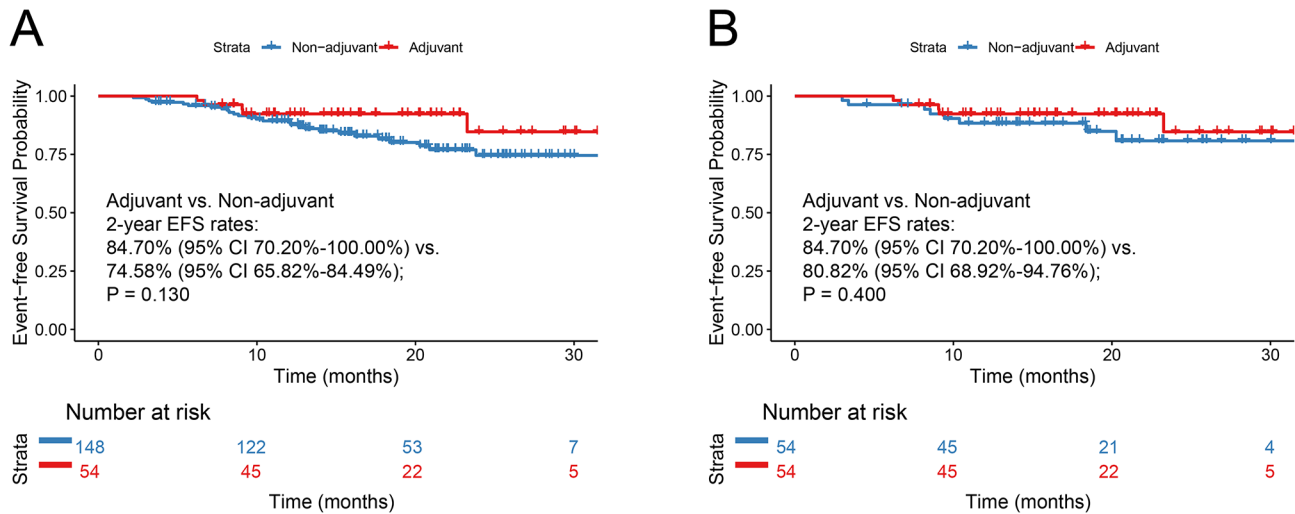 A
Strata Non−adjuvant Adjuvant
Event−free Survival Probability
1.00
0.75
0.50
0.25
0.00
Adjuvant vs. Non-adjuvant
2-year EFS rates:
84.70% (95% CI 70.20%-100.00%) vs.
74.58% (95% CI 65.82%-84.49%);
P = 0.130
0 10 20 30
Time (months)
Number at risk
Strata
148 122 53 7
54 45 22 5
Time (months)
B
Strata Non−adjuvant Adjuvant
Event−free Survival Probability
1.00
0.75
0.50
0.25
0.00
Adjuvant vs. Non-adjuvant
2-year EFS rates:
84.70% (95% CI 70.20%-100.00%) vs.
80.82% (95% CI 68.92%-94.76%);
P = 0.400
0 10 20 30
Time (months)
Number at risk
Strata
54 45 21 4
54 45 22 5
Time (months)